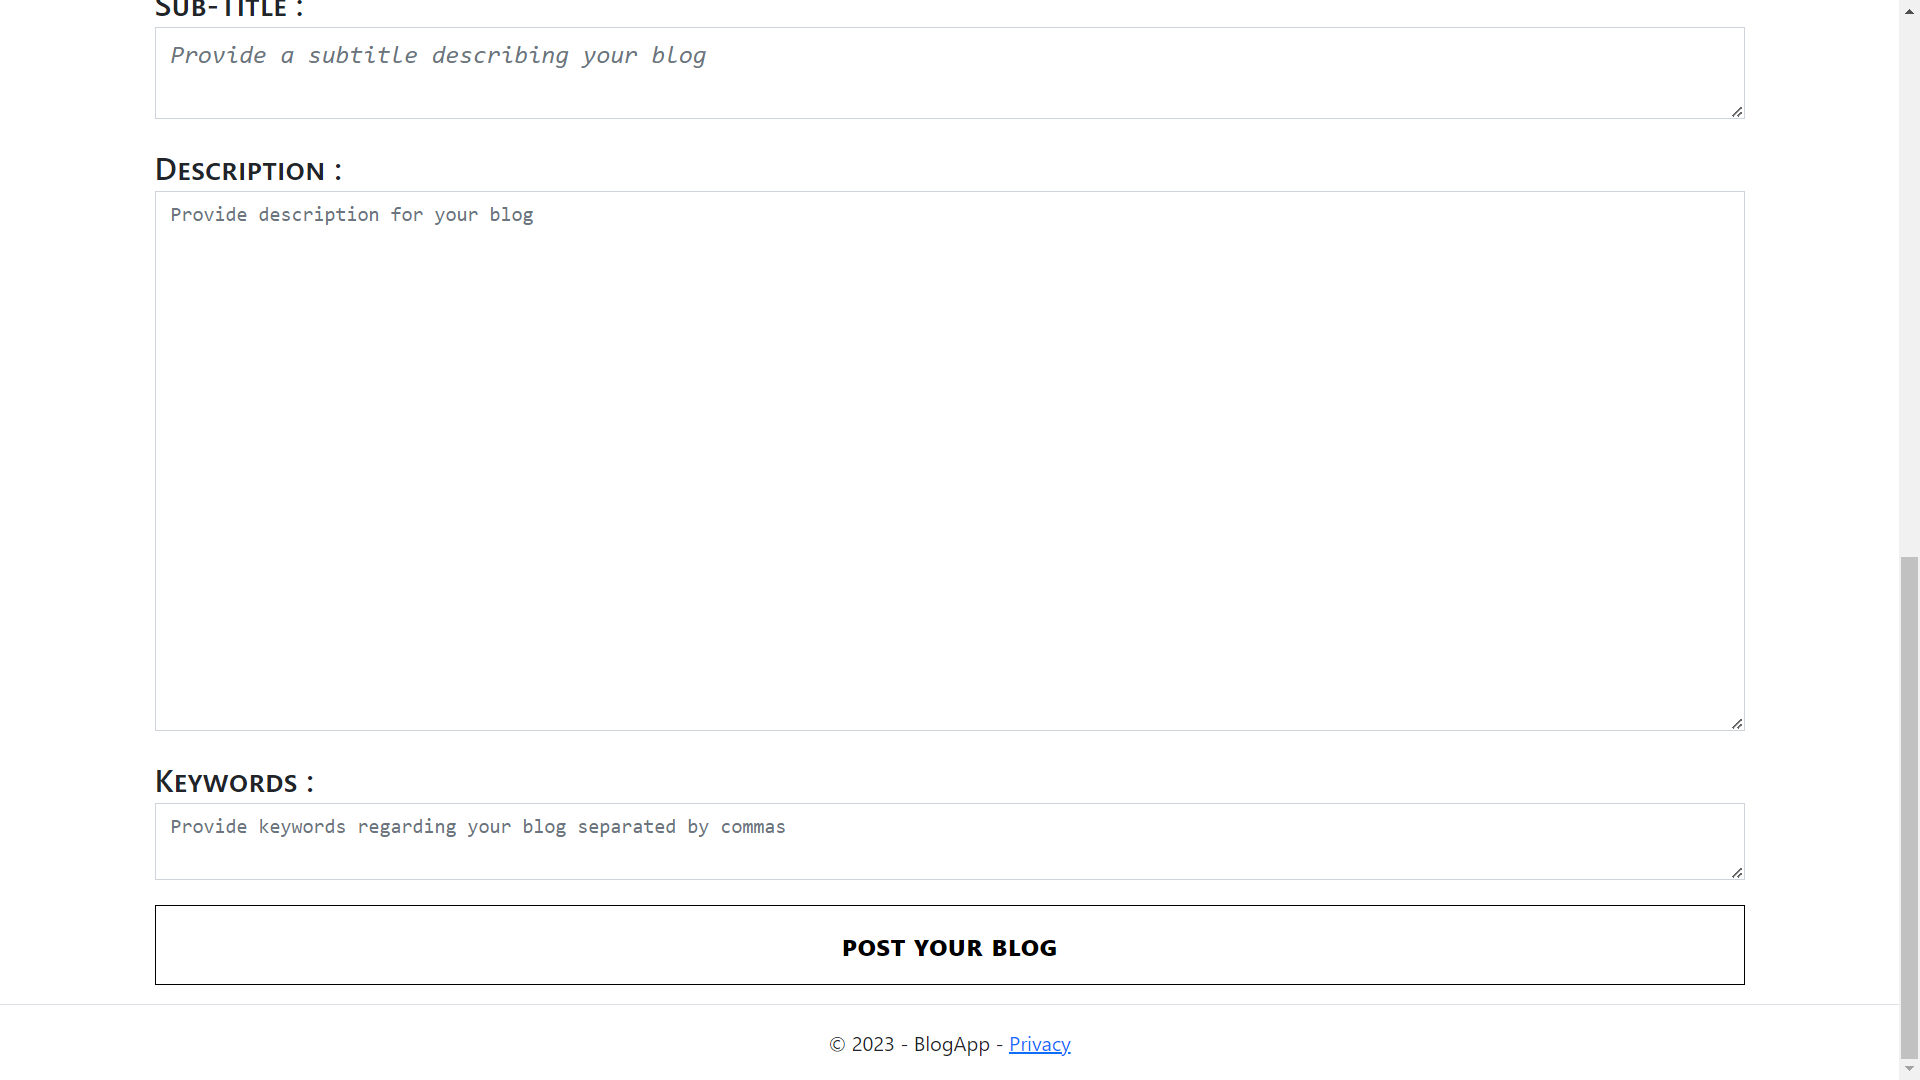 SUB-TITLE :
Provide a subtitle describing your blog
DESCRIPTION :
Provide description for your blog
KEYWORDS :
Provide keywords regarding your blog separated by commas
POST YOUR BLOG
© 2023 - BlogApp - Privacy